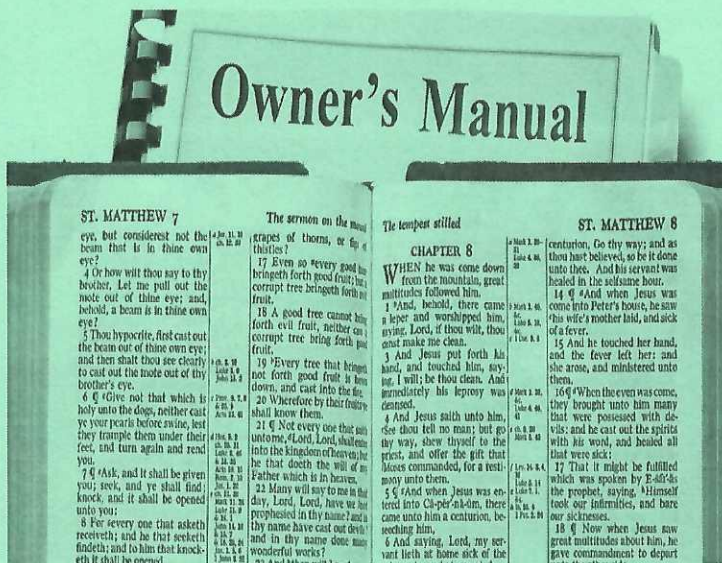 Owner's Manual
ST. MATTHEW 7
The sermon on the
eye, but considerest not the
beam that is in thine own
eye?
4 Or how wilt thou say to thy
brother, Let me pull out the
mote out of thine eye; and,
behold, a beam is in thine own
eye?
5 Thou hypocrite, first cast out
the beam out of thine own eye;
and then shalt thou see clearly
to cast out the mote out of thy
brother's eye.
6 ¶ Give not that which is
holy unto the dogs, neither cast
ye your pearls before swine, lest
they trample them under their
feet, and turn again and rend
you.
7 ¶ Ask, and it shall be given
you; seek, and ye shall find;
knock, and it shall be opened
unto you:
8 For every one that asketh
receiveth; and he that seeketh
findeth; and to him that knock-
eth it shall be opened
grapes of thorns, or figs of
thistles?
17 Even so every good
bringeth forth good fruit; but a
corrupt tree bringeth forth
fruit.
18 A good tree cannot bring
forth evil fruit, neither can a
corrupt tree bring forth good
fruit.
19 Every tree that bringeth
not forth good fruit is hewn
down, and cast into the fire.
20 Wherefore by their fruits ye
shall know them.
21 ¶ Not every one that saith
unto me, Lord, Lord, shall enter
into the kingdom of heaven; but
he that doeth the will of my
Father which is in heaven.
22 Many will say to me in that
day, Lord, Lord, have we not
prophesied in thy name? and in
thy name have cast out devils?
and in thy name done many
wonderful works?
The tempest stilled
ST. MATTHEW 8
CHAPTER 8
WHEN he was come down
from the mountain, great
multitudes followed him.
And, behold, there came
a leper and worshipped him,
saying, Lord, if thou wilt, thou
canst make me clean.
3 And Jesus put forth his
hand, and touched him, say-
ing, I will; be thou clean. And
immediately his leprosy was
cleansed.
4 And Jesus saith unto him,
See thou tell no man; but go
thy way, shew thyself to the
priest, and offer the gift that
Moses commanded, for a testi-
mony unto them.
5 ¶ And when Jesus was en-
tered into Că-pẽr´-nă-ŭm, there
came unto him a centurion, be-
seeching him,
6 And saying, Lord, my ser-
vant lieth at home sick of the
centurion, Go thy way; and as
thou hast believed, so be it done
unto thee. And his servant was
healed in the selfsame hour.
14 ¶ And when Jesus was
come into Peter's house, he saw
his wife's mother laid, and sick
of a fever.
15 And he touched her hand,
and the fever left her: and
she arose, and ministered unto
them.
16 ¶ When the even was come,
they brought unto him many
that were possessed with de-
vils: and he cast out the spirits
with his word, and healed all
that were sick:
17 That it might be fulfilled
which was spoken by
the prophet, saying, Himself
took our infirmities, and bare
our sicknesses.
18 ¶ Now when Jesus saw
great multitudes about him, he
gave commandment to depart